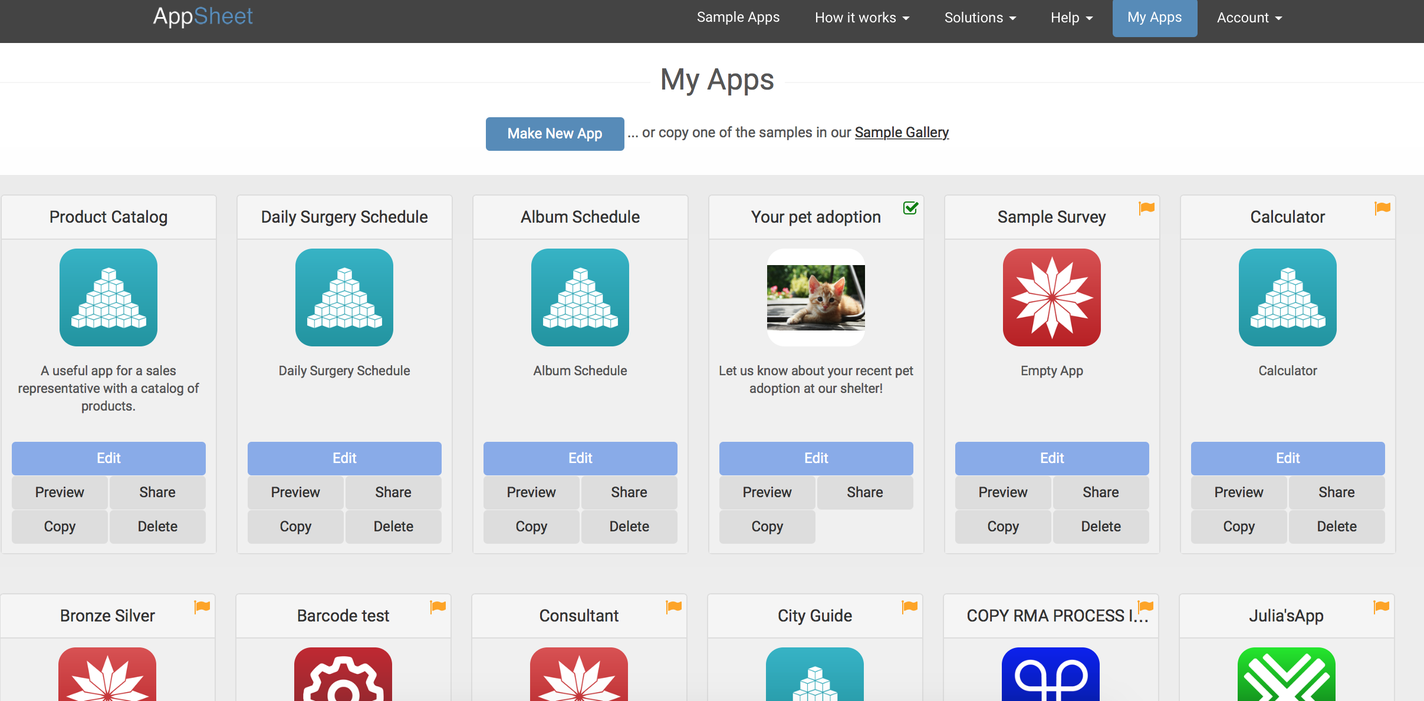 AppSheet
Sample Apps How it works Solutions Help My Apps Account
My Apps
Make New App ... or copy one of the samples in our Sample Gallery
Product Catalog
A useful app for a sales
representative with a catalog of
products.
Edit
Preview Share
Copy Delete
Daily Surgery Schedule
Daily Surgery Schedule
Edit
Preview Share
Copy Delete
Album Schedule
Album Schedule
Edit
Preview Share
Copy Delete
Your pet adoption
Let us know about your recent pet
adoption at our shelter!
Edit
Preview Share
Copy
Sample Survey
Empty App
Edit
Preview Share
Copy Delete
Calculator
Calculator
Edit
Preview Share
Copy Delete
Bronze Silver
Barcode test
Consultant
City Guide
COPY RMA PROCESS I...
Julia'sApp